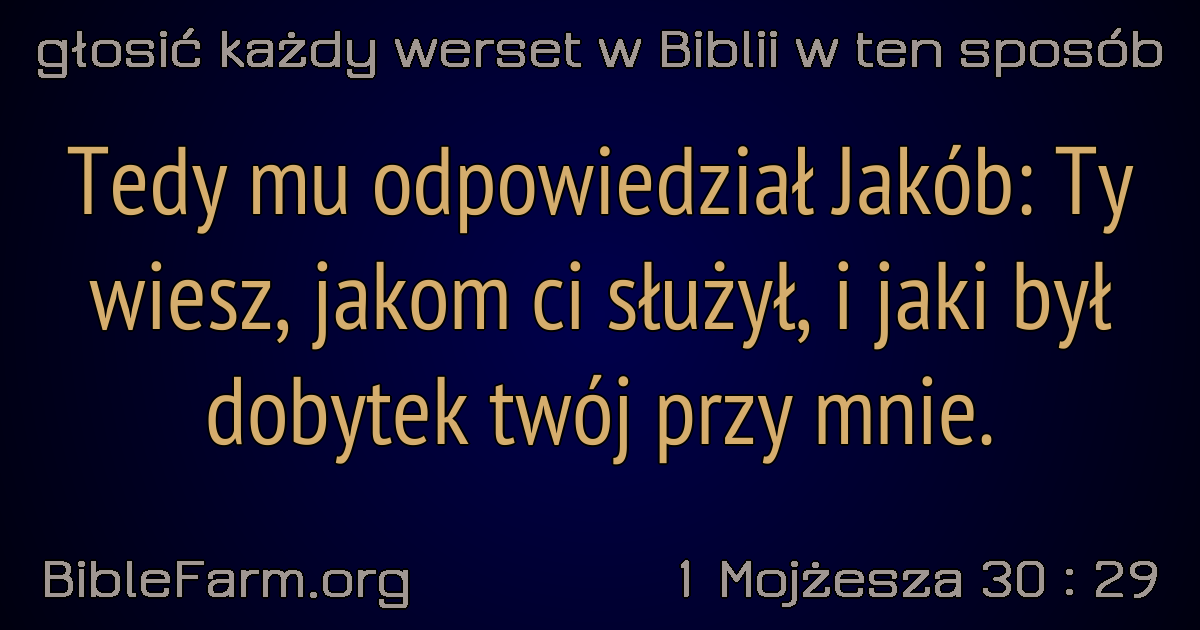 głosić każdy werset w Biblii w ten sposób
Tedy mu odpowiedział Jakób: Ty
wiesz, jakom ci służył, i jaki był
dobytek twój przy mnie.
BibleFarm.org
1 Mojżesza 30 : 29